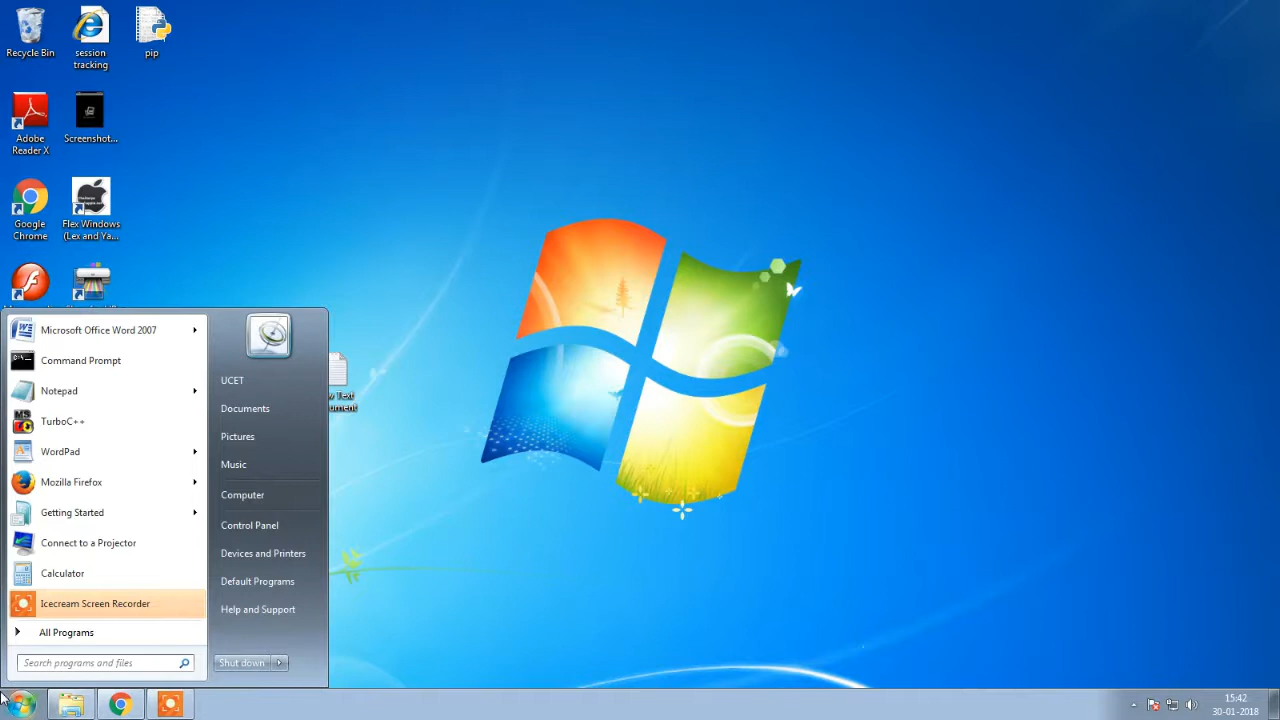 Recycle Bin
session
tracking
pip
Adobe
Reader X
Screenshot...
Google
Chrome
Flex Windows
(Lex and Ya...
Microsoft Office Word 2007
Command Prompt
Notepad
TurboC++
WordPad
Mozilla Firefox
Getting Started
Connect to a Projector
Calculator
Icecream Screen Recorder
All Programs
Search programs and files
UCET
Documents
Pictures
Music
Computer
Control Panel
Devices and Printers
Default Programs
Help and Support
Shut down
Text
15:42
30-01-2018